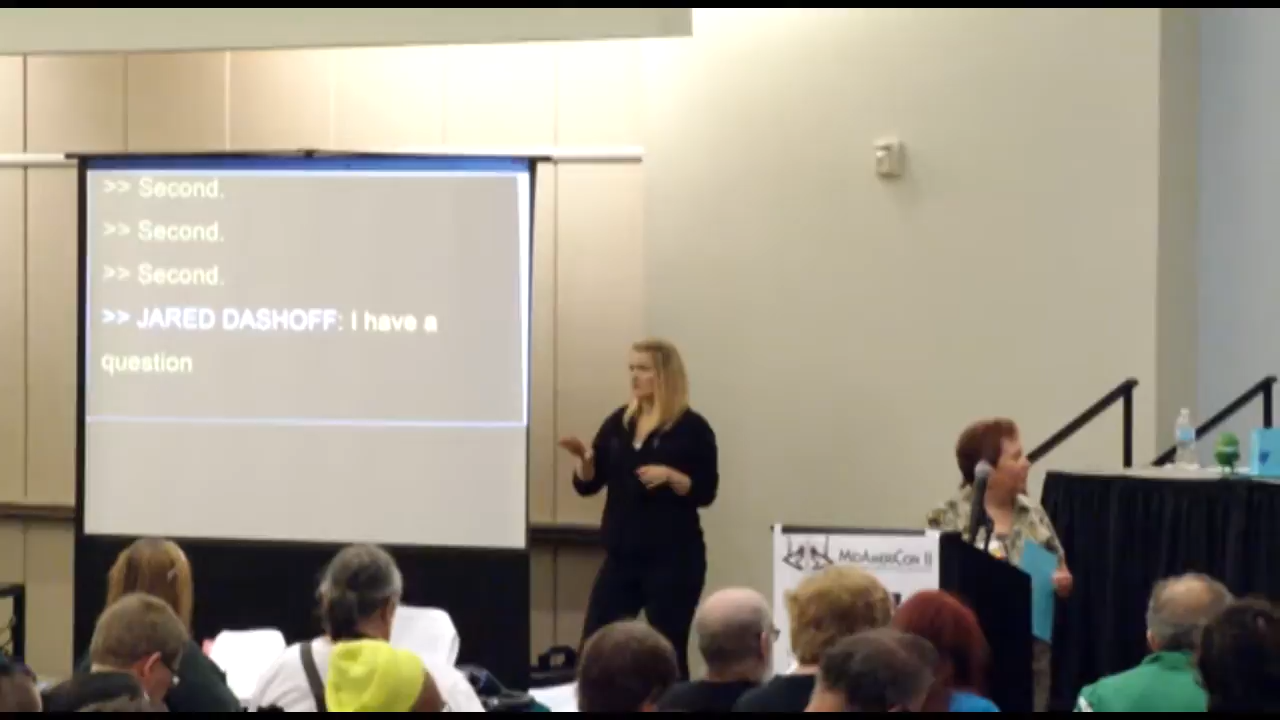 >> Second.
>> Second.
>> Second.
>> JARED DASHOFF: I have a
question
MIDAMERICON II